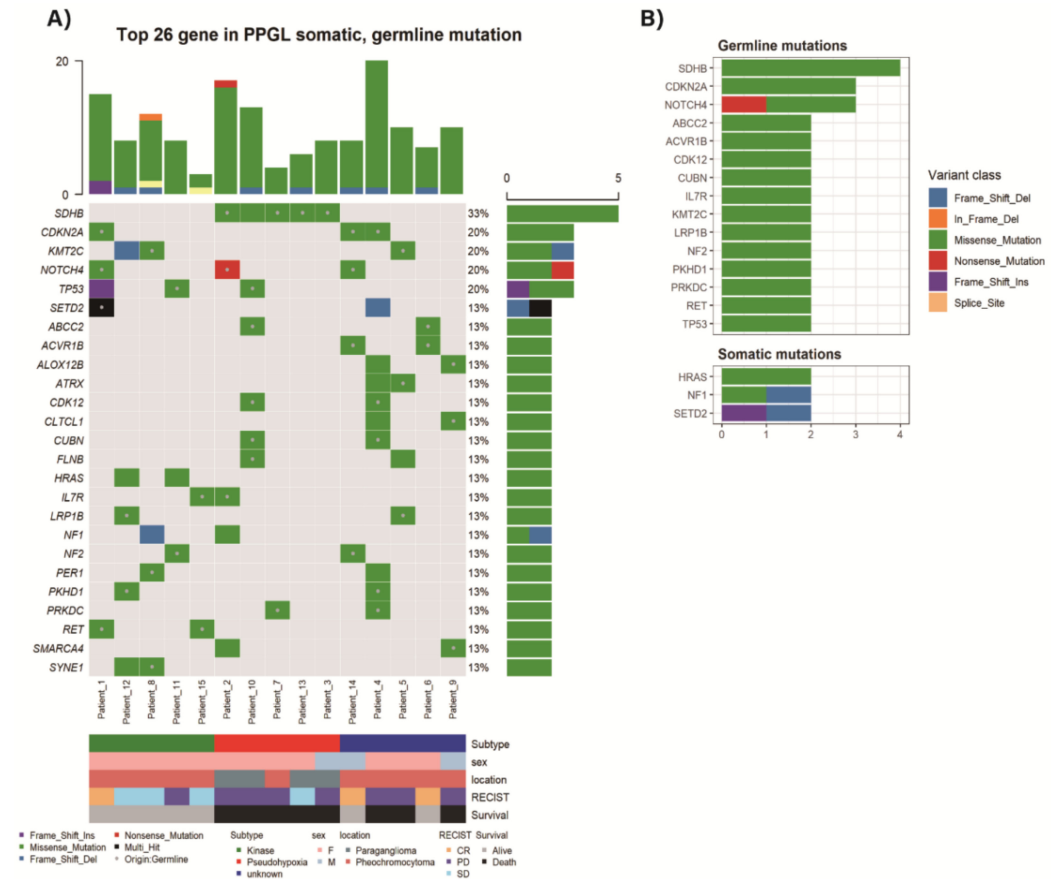 A)
Top 26 gene in PPGL somatic, germline mutation
20
10
0
0 5
SDHB 33%
CDKN2A 20%
KMT2C 20%
NOTCH4 20%
TP53 20%
SETD2 13%
ABCC2 13%
ACVR1B 13%
ALOX12B 13%
ATRX 13%
CDK12 13%
CLTCL1 13%
CUBN 13%
FLNB 13%
HRAS 13%
IL7R 13%
LRP1B 13%
NF1 13%
NF2 13%
PER1 13%
PKHD1 13%
PRKDC 13%
RET 13%
SMARCA4 13%
SYNE1 13%
Patient_1
Patient_12
Patient_8
Patient_11
Patient_15
Patient_2
Patient_10
Patient_7
Patient_13
Patient_3
Patient_14
Patient_4
Patient_5
Patient_6
Patient_9
Subtype
sex
location
RECIST
Survival
Frame_Shift_Ins
Missense_Mutation
Frame_Shift_Del
Nonsense_Mutation
Multi_Hit
Origin:Germline
Subtype
Kinase
Pseudohypoxia
unknown
sex
F
M
location
Paraganglioma
Pheochromocytoma
RECIST
CR
PD
SD
Survival
Alive
Death
B)
Germline mutations
SDHB
CDKN2A
NOTCH4
ABCC2
ACVR1B
CDK12
CUBN
IL7R
KMT2C
LRP1B
NF2
PKHD1
PRKDC
RET
TP53
Somatic mutations
HRAS
NF1
SETD2
0 1 2 3 4
Variant class
Frame_Shift_Del
In_Frame_Del
Missense_Mutation
Nonsense_Mutation
Frame_Shift_Ins
Splice_Site